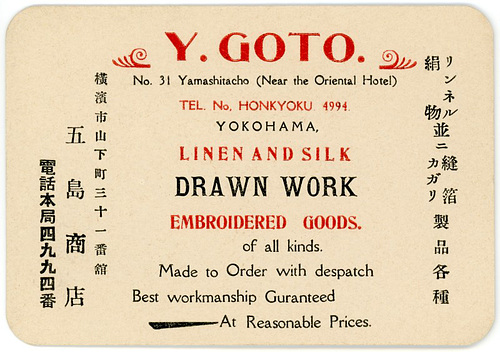 Y. GOTO.
No. 31 Yamashitacho (Near the Oriental Hotel)
TEL. No, HONKYOKU 4994.
YOKOHAMA,
LINEN AND SILK
DRAWN WORK
EMBROIDERED GOODS.
of all kinds.
Made to Order with despatch
Best workmanship Guranteed
At Reasonable Prices.
リンネル縫箔
絹物並ニカガリ製品各種
橫濱市山下町三十一番舘
五島商店
電話本局四九九四番